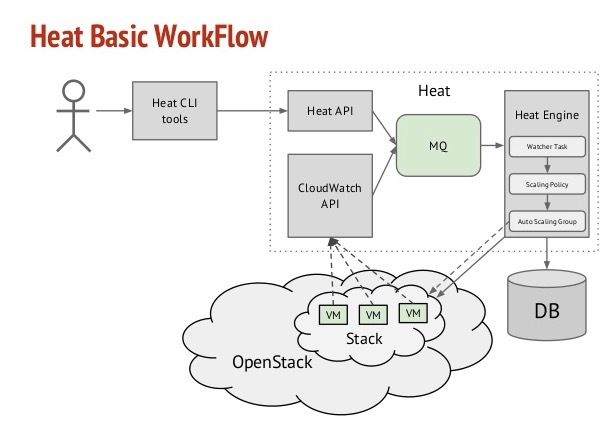 Heat Basic WorkFlow
Heat CLI
tools
Heat
Heat API
CloudWatch
API
MQ
Heat Engine
Watcher Task
Scaling Policy
Auto Scaling Group
VM
VM
VM
Stack
OpenStack
DB